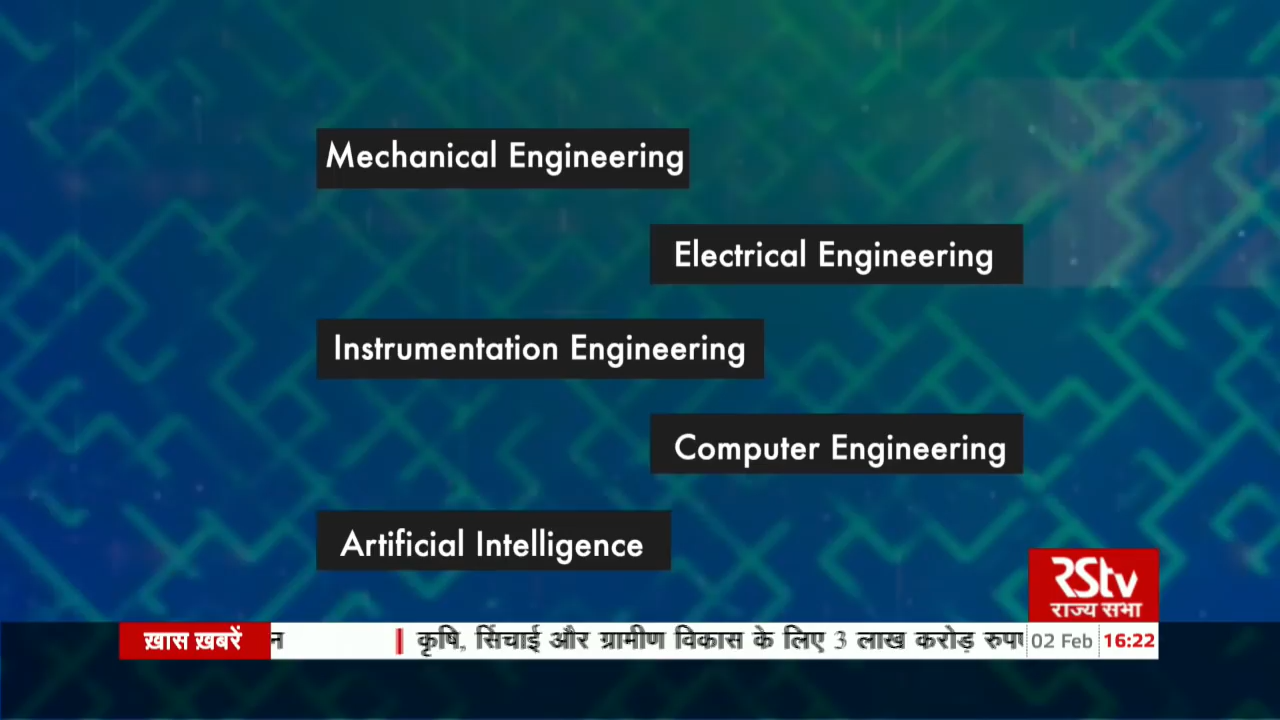 Mechanical Engineering
Electrical Engineering
Instrumentation Engineering
Computer Engineering
Artificial Intelligence
RStv
राज्य सभा
ख़ास ख़बरें
न | कृषि, सिंचाई और ग्रामीण विकास के लिए 3 लाख करोड़ 02 Feb 16:22